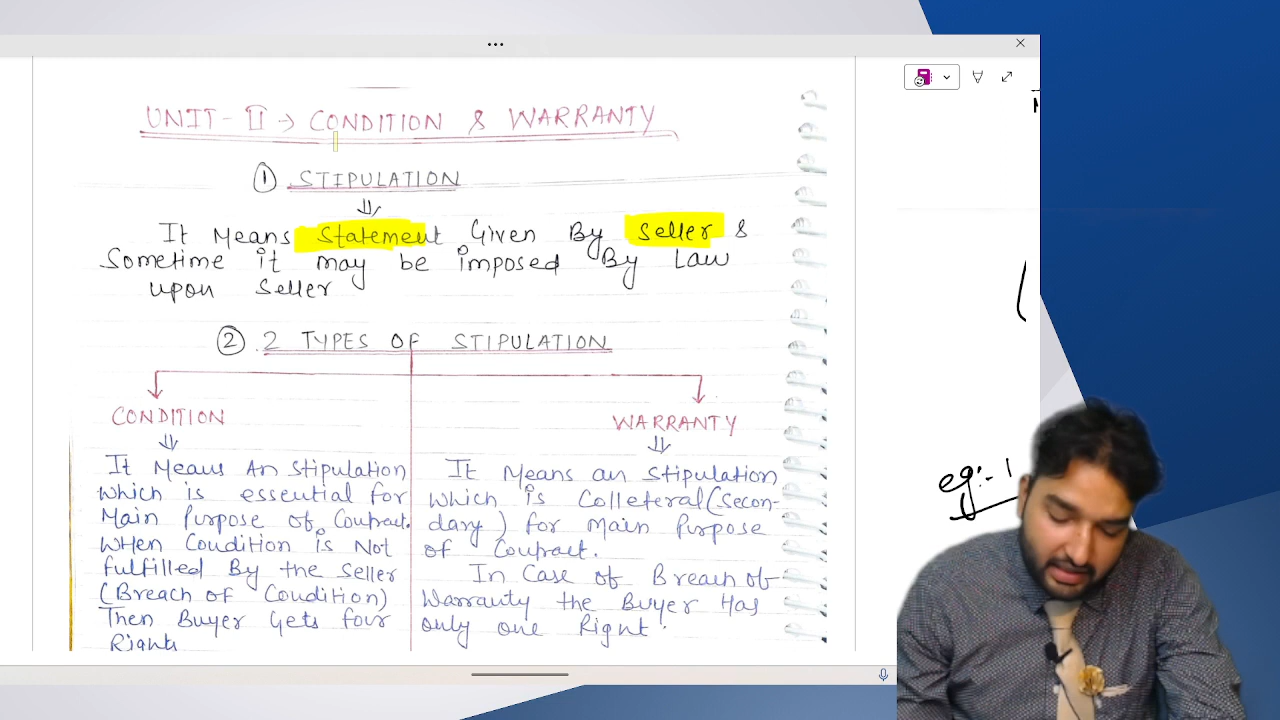 UNIT-II → CONDITION & WARRANTY
① STIPULATION
It Means Statement Given By Seller &
Sometime it may be imposed By Law
upon Seller
② 2 TYPES OF STIPULATION
CONDITION
It Means An Stipulation
which is essential for
Main Purpose of Contract.
WHen Condition is Not
fulfilled By the Seller
(Breach of Condition)
Then Buyer Gets four
Rights
WARRANTY
It Means an Stipulation
which is Colleteral (Secon-
dary) for Main Purpose
of Contract.
In Case of Breach of
Warranty the Buyer Has
only one Right.
eg:- 1